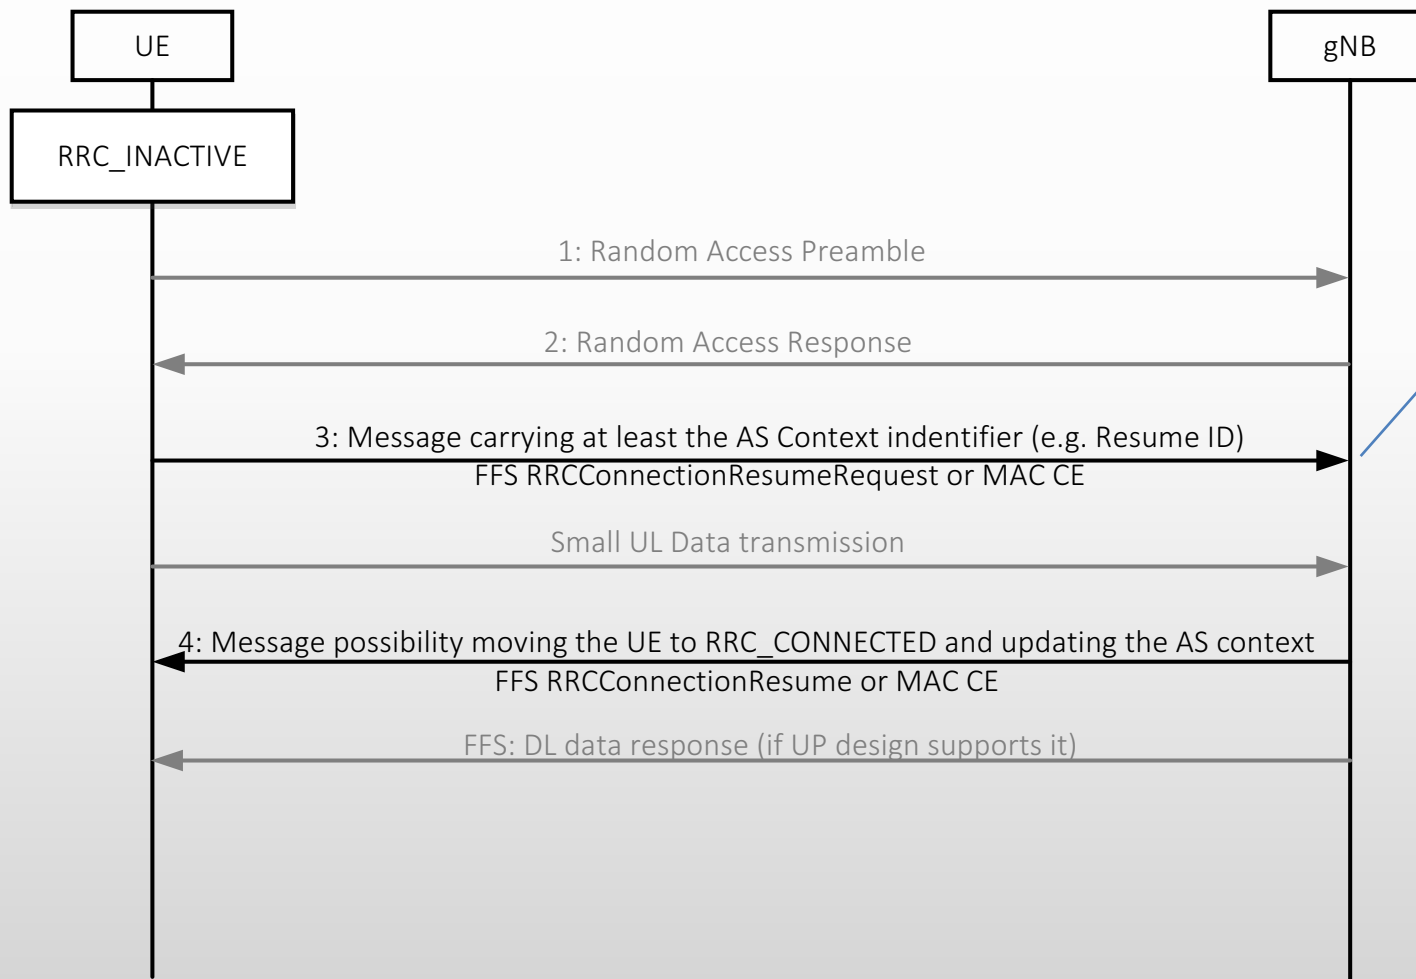 UE
gNB
RRC_INACTIVE
1: Random Access Preamble
2: Random Access Response
3: Message carrying at least the AS Context indentifier (e.g. Resume ID)
FFS RRCConnectionResumeRequest or MAC CE
Small UL Data transmission
4: Message possibility moving the UE to RRC_CONNECTED and updating the AS context
FFS RRCConnectionResume or MAC CE
FFS: DL data response (if UP design supports it)